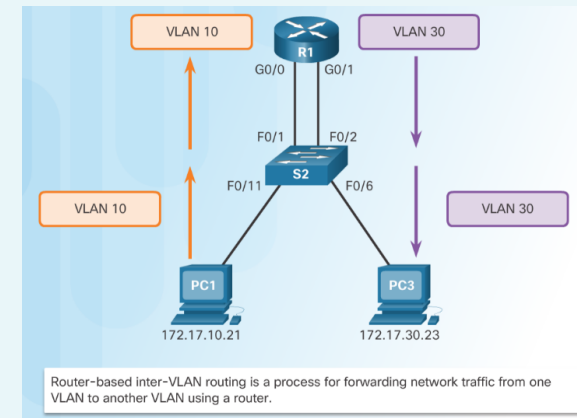 VLAN 10
VLAN 30
R1
G0/0
G0/1
F0/1
F0/2
S2
F0/11
F0/6
VLAN 10
VLAN 30
PC1
PC3
172.17.10.21
172.17.30.23
Router-based inter-VLAN routing is a process for forwarding network traffic from one
VLAN to another VLAN using a router.